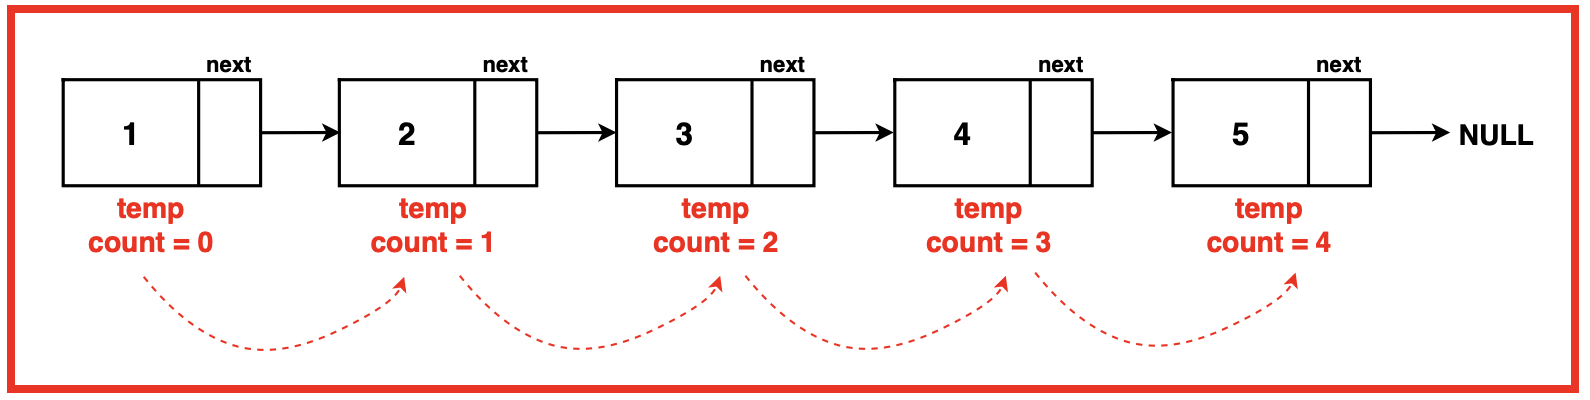 next next next next next
1 2 3 4 5 NULL
temp temp temp temp temp
count = 0 count = 1 count = 2 count = 3 count = 4